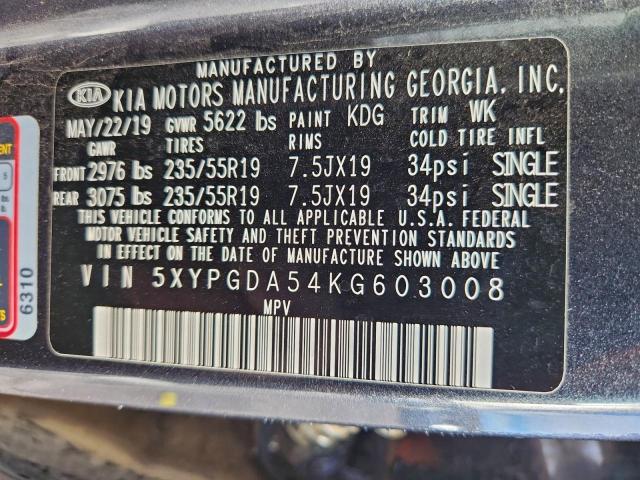 MANUFACTURED BY
KIA KIA MOTORS MANUFACTURING GEORGIA, INC.
MAY/22/19 GVWR 5622 lbs PAINT KDG TRIM WK
GAWR TIRES RIMS COLD TIRE INFL
FRONT 2976 lbs 235/55R19 7.5JX19 34psi SINGLE
REAR 3075 lbs 235/55R19 7.5JX19 34psi SINGLE
THIS VEHICLE CONFORMS TO ALL APPLICABLE U.S.A. FEDERAL
MOTOR VEHICLE SAFETY AND THEFT PREVENTION STANDARDS
IN EFFECT ON THE DATE OF MANUFACTURE SHOWN ABOVE.
VIN 5XYPGDA54KG603008
MPV
6310